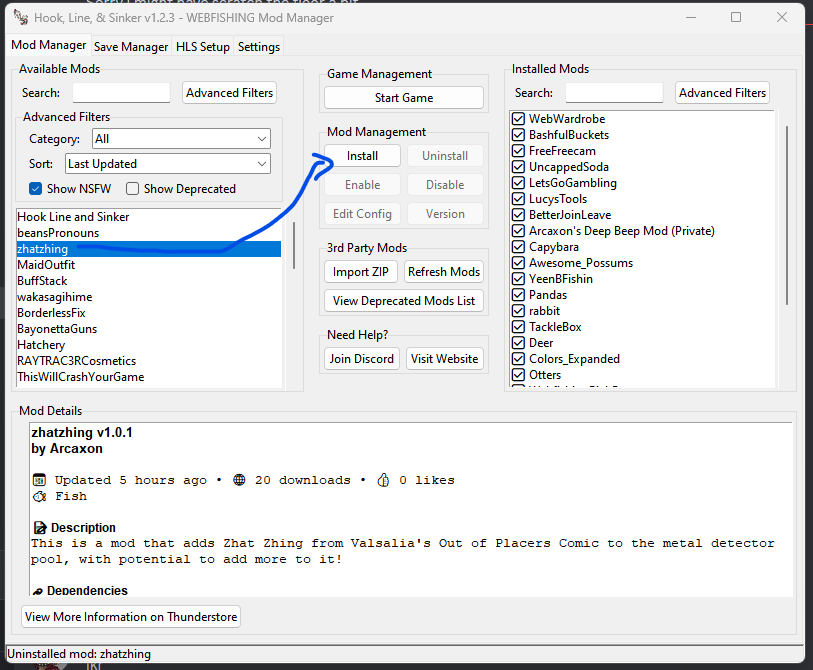 Hook, Line, & Sinker v1.2.3 - WEBFISHING Mod Manager
Mod Manager Save Manager HLS Setup Settings
Available Mods
Search: Advanced Filters
Advanced Filters
Category: All
Sort: Last Updated
Show NSFW Show Deprecated
Hook Line and Sinker
beansPronouns
zhatzhing
MaidOutfit
BuffStack
wakasagihime
BorderlessFix
BayonettaGuns
Hatchery
RAYTRAC3RCosmetics
ThisWillCrashYourGame
Game Management
Start Game
Mod Management
Install Uninstall
Enable Disable
Edit Config Version
3rd Party Mods
Import ZIP Refresh Mods
View Deprecated Mods List
Need Help?
Join Discord Visit Website
Installed Mods
Search: Advanced Filters
WebWardrobe
BashfulBuckets
FreeFreecam
UncappedSoda
LetsGoGambling
LucysTools
BetterJoinLeave
Arcaxon's Deep Beep Mod (Private)
Capybara
Awesome_Possums
YeenBFishin
Pandas
rabbit
TackleBox
Deer
Colors_Expanded
Otters
Mod Details
zhatzhing v1.0.1
by Arcaxon
Updated 5 hours ago • 20 downloads • 0 likes
Fish
Description
This is a mod that adds Zhat Zhing from Valsalia's Out of Placers Comic to the metal detector
pool, with potential to add more to it!
Dependencies
View More Information on Thunderstore
Uninstalled mod: zhatzhing